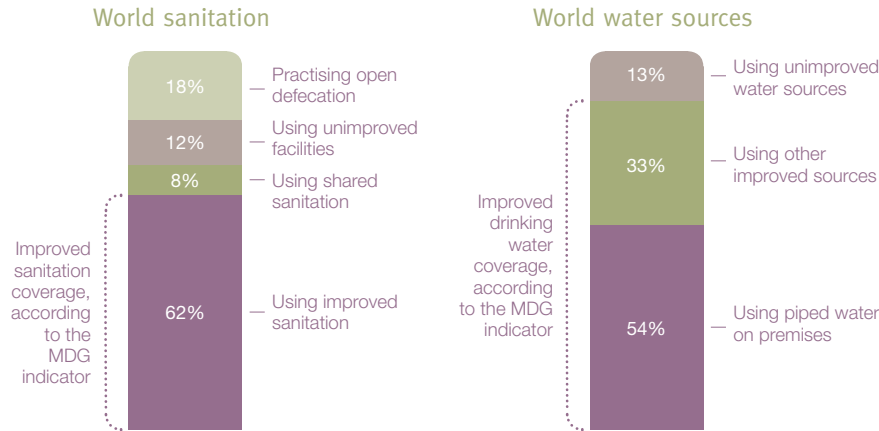 World sanitation
18%
Practising open
defecation
12%
Using unimproved
facilities
8%
Using shared
sanitation
Improved
sanitation
coverage,
according
to the
MDG
indicator
62%
Using improved
sanitation
World water sources
13%
Using unimproved
water sources
33%
Using other
improved sources
Improved
drinking
water
coverage,
according
to the MDG
indicator
54%
Using piped water
on premises